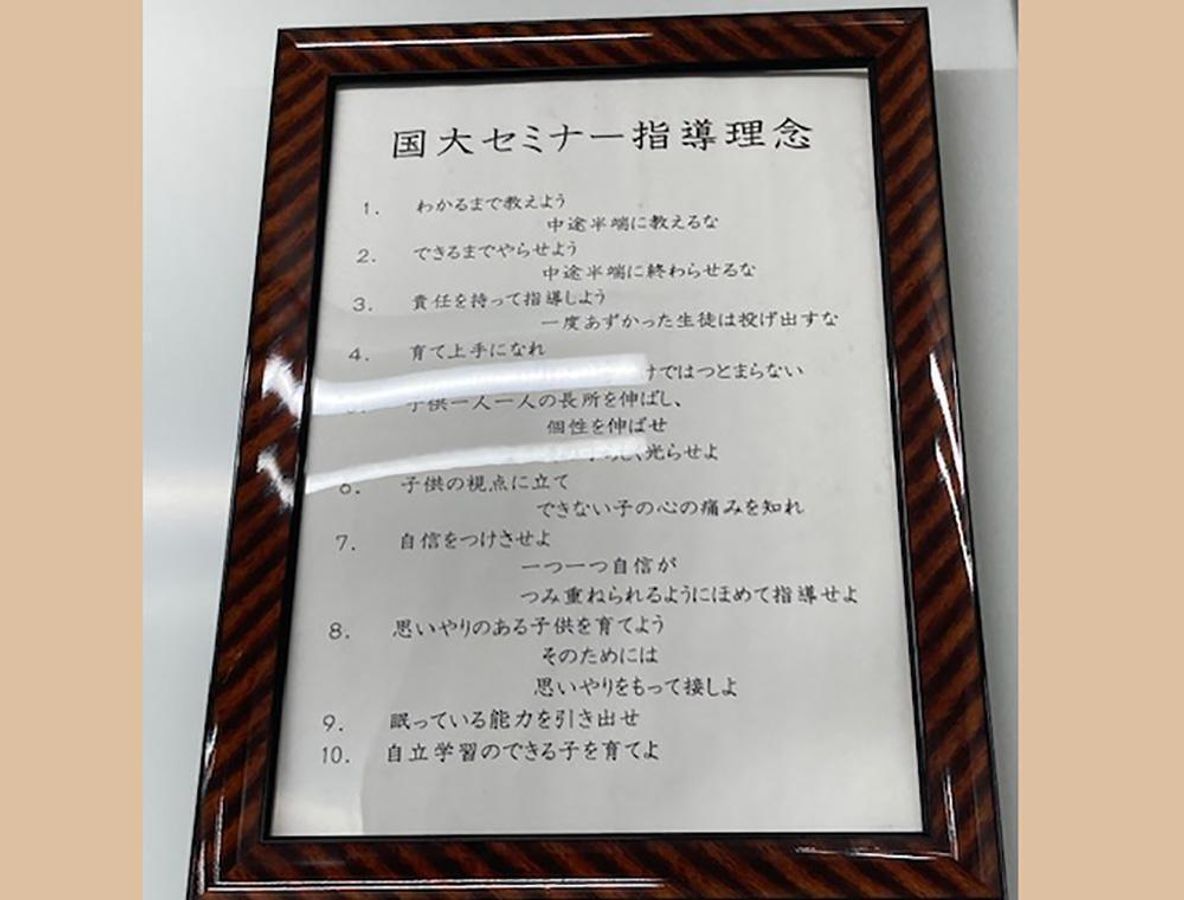 国大セミナー指導理念
1. わかるまで教えよう
中途半端に教えるな
2. できるまでやらせよう
中途半端に終わらせるな
3. 責任を持って指導しよう
一度あずかった生徒は投げ出すな
4. 育て上手になれ
けではつとまらない
子供一人一人の長所を伸ばし、
個性を伸ばせ
光らせよ
6. 子供の視点に立て
できない子の心の痛みを知れ
7. 自信をつけさせよ
一つ一つ自信が
つみ重ねられるようにほめて指導せよ
8. 思いやりのある子供を育てよう
そのためには
思いやりをもって接しよ
9. 眠っている能力を引き出せ
10. 自立学習のできる子を育てよ